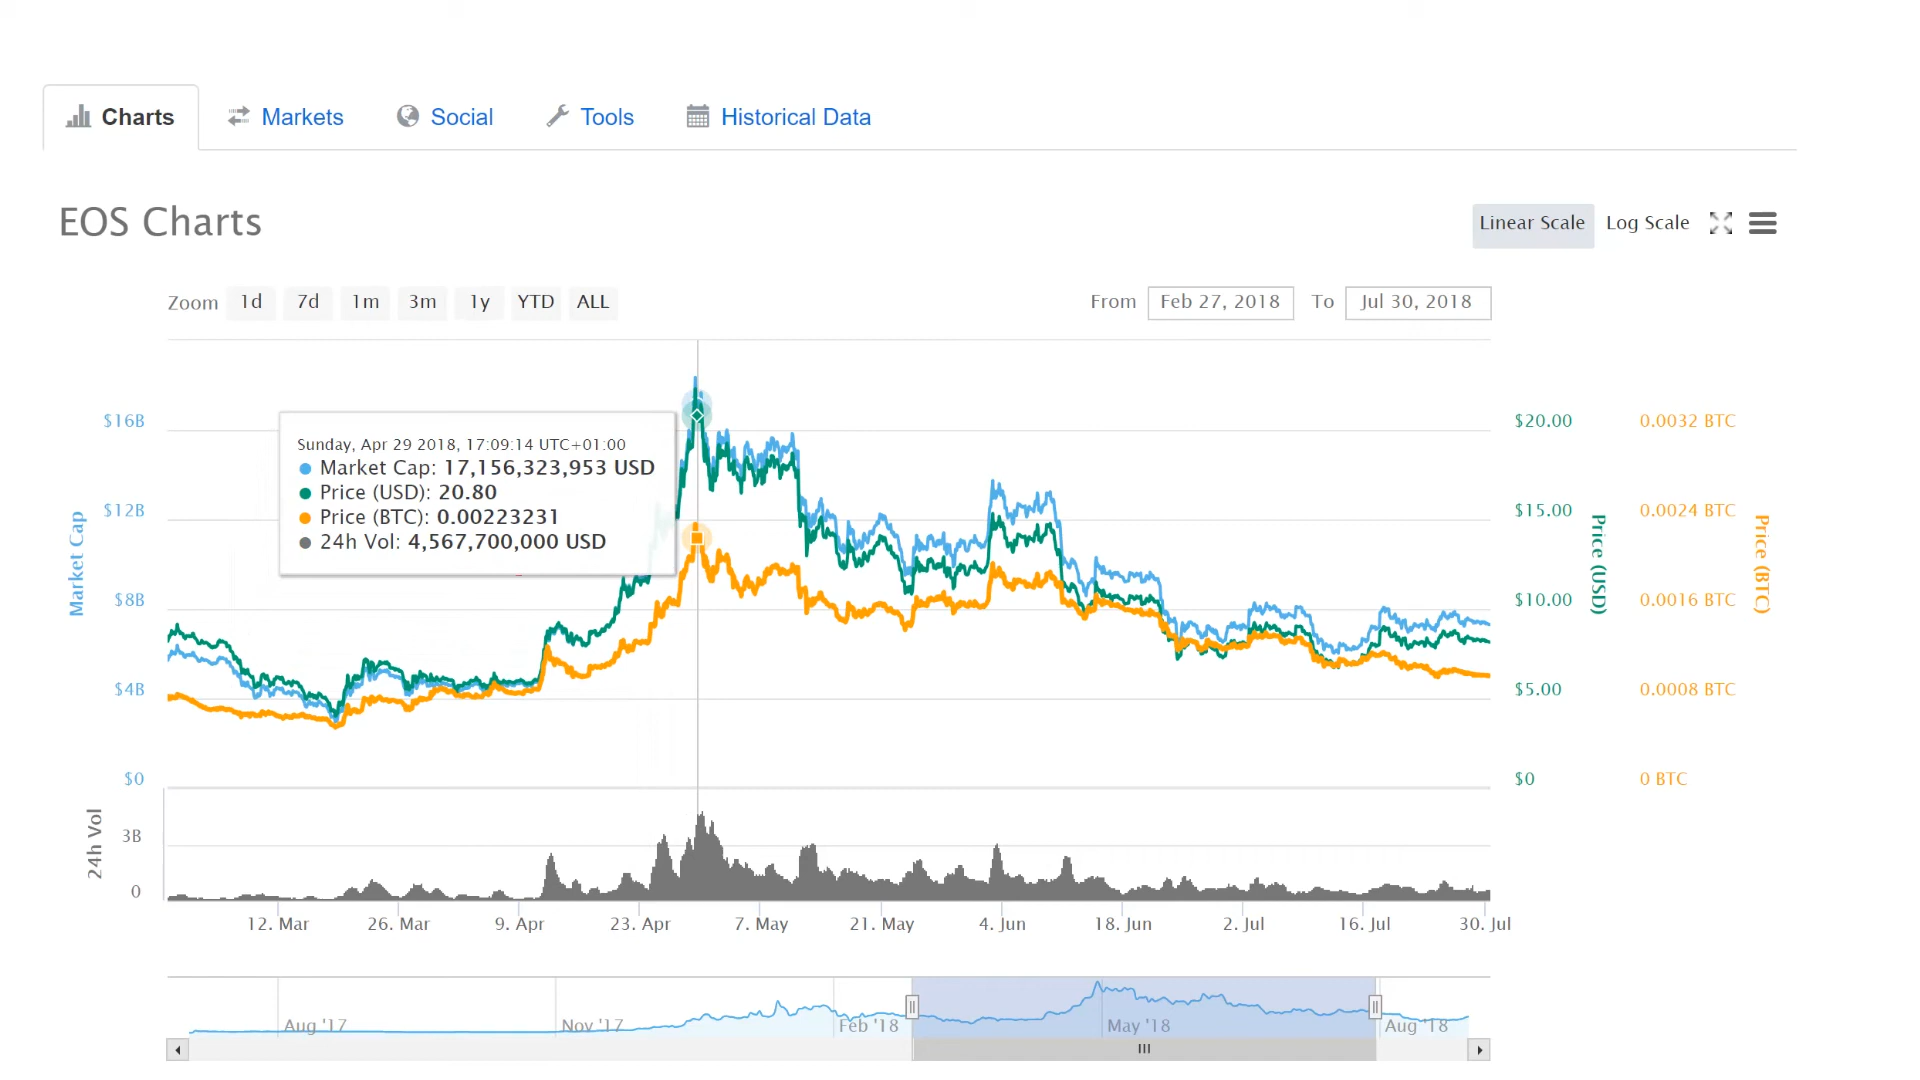 Charts Markets Social Tools Historical Data
EOS Charts
Linear Scale Log Scale
Zoom 1d 7d 1m 3m 1y YTD ALL
From Feb 27, 2018 To Jul 30, 2018
Sunday, Apr 29 2018, 17:09:14 UTC+01:00
Market Cap: 17,156,323,953 USD
Price (USD): 20.80
Price (BTC): 0.00223231
24h Vol: 4,567,700,000 USD
$16B $20.00 0.0032 BTC
$12B $15.00 0.0024 BTC
$8B $10.00 0.0016 BTC
$4B $5.00 0.0008 BTC
$0 $0 0 BTC
Market Cap
Price (USD)
Price (BTC)
24h Vol
3B
0
12. Mar 26. Mar 9. Apr 23. Apr 7. May 21. May 4. Jun 18. Jun 2. Jul 16. Jul 30. Jul
Aug '17 Nov '17 Feb '18 May '18 Aug '18